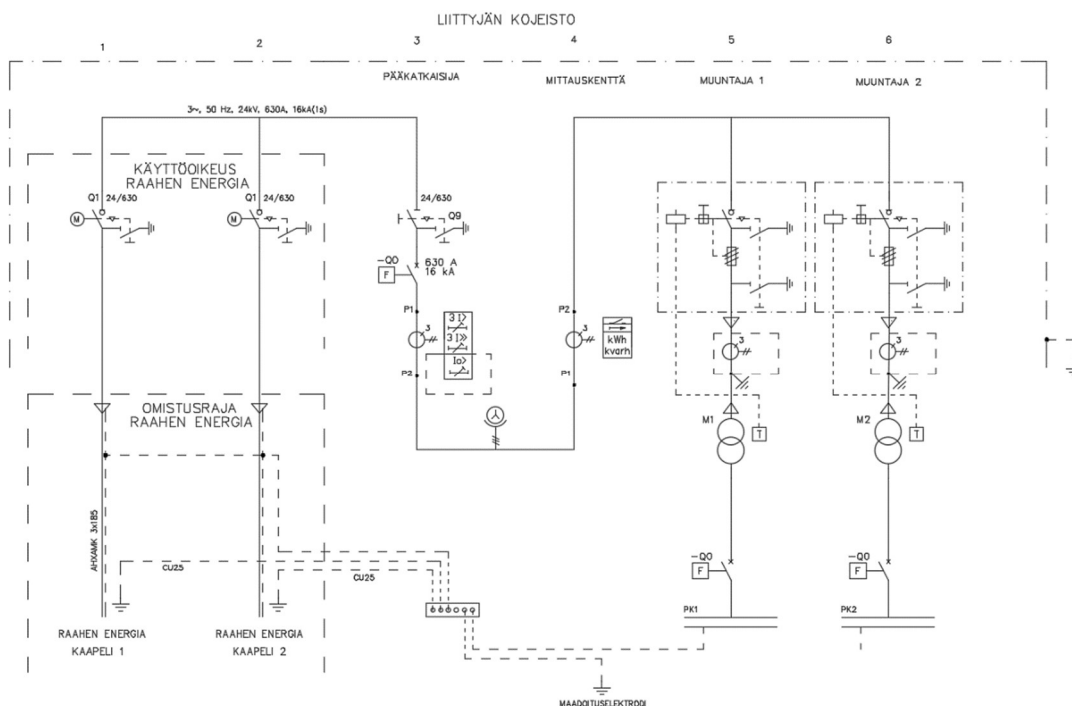 LIITTYJÄN KOJEISTO
1 2 3 4 5 6
PÄÄKATKAISIJA MITTAUSKENTTÄ MUUNTAJA 1 MUUNTAJA 2
3~, 50 Hz, 24kV, 630A, 16kA(1s)
KÄYTTÖOIKEUS
RAAHEN ENERGIA
Q1 24/630 Q1 24/630 24/630
M M Q9
630 A
16 kA
-Q0
F
P1 P2
3 3I> 3 kWh 3 3
3I>> kvarh
I0>
P2 P1
OMISTUSRAJA
RAAHEN ENERGIA
M1 T M2 T
AHXAMK 3x185
CU25 CU25
-Q0 -Q0
F F
PK1 PK2
RAAHEN ENERGIA RAAHEN ENERGIA
KAAPELI 1 KAAPELI 2
MAADOITUSELEKTRODI